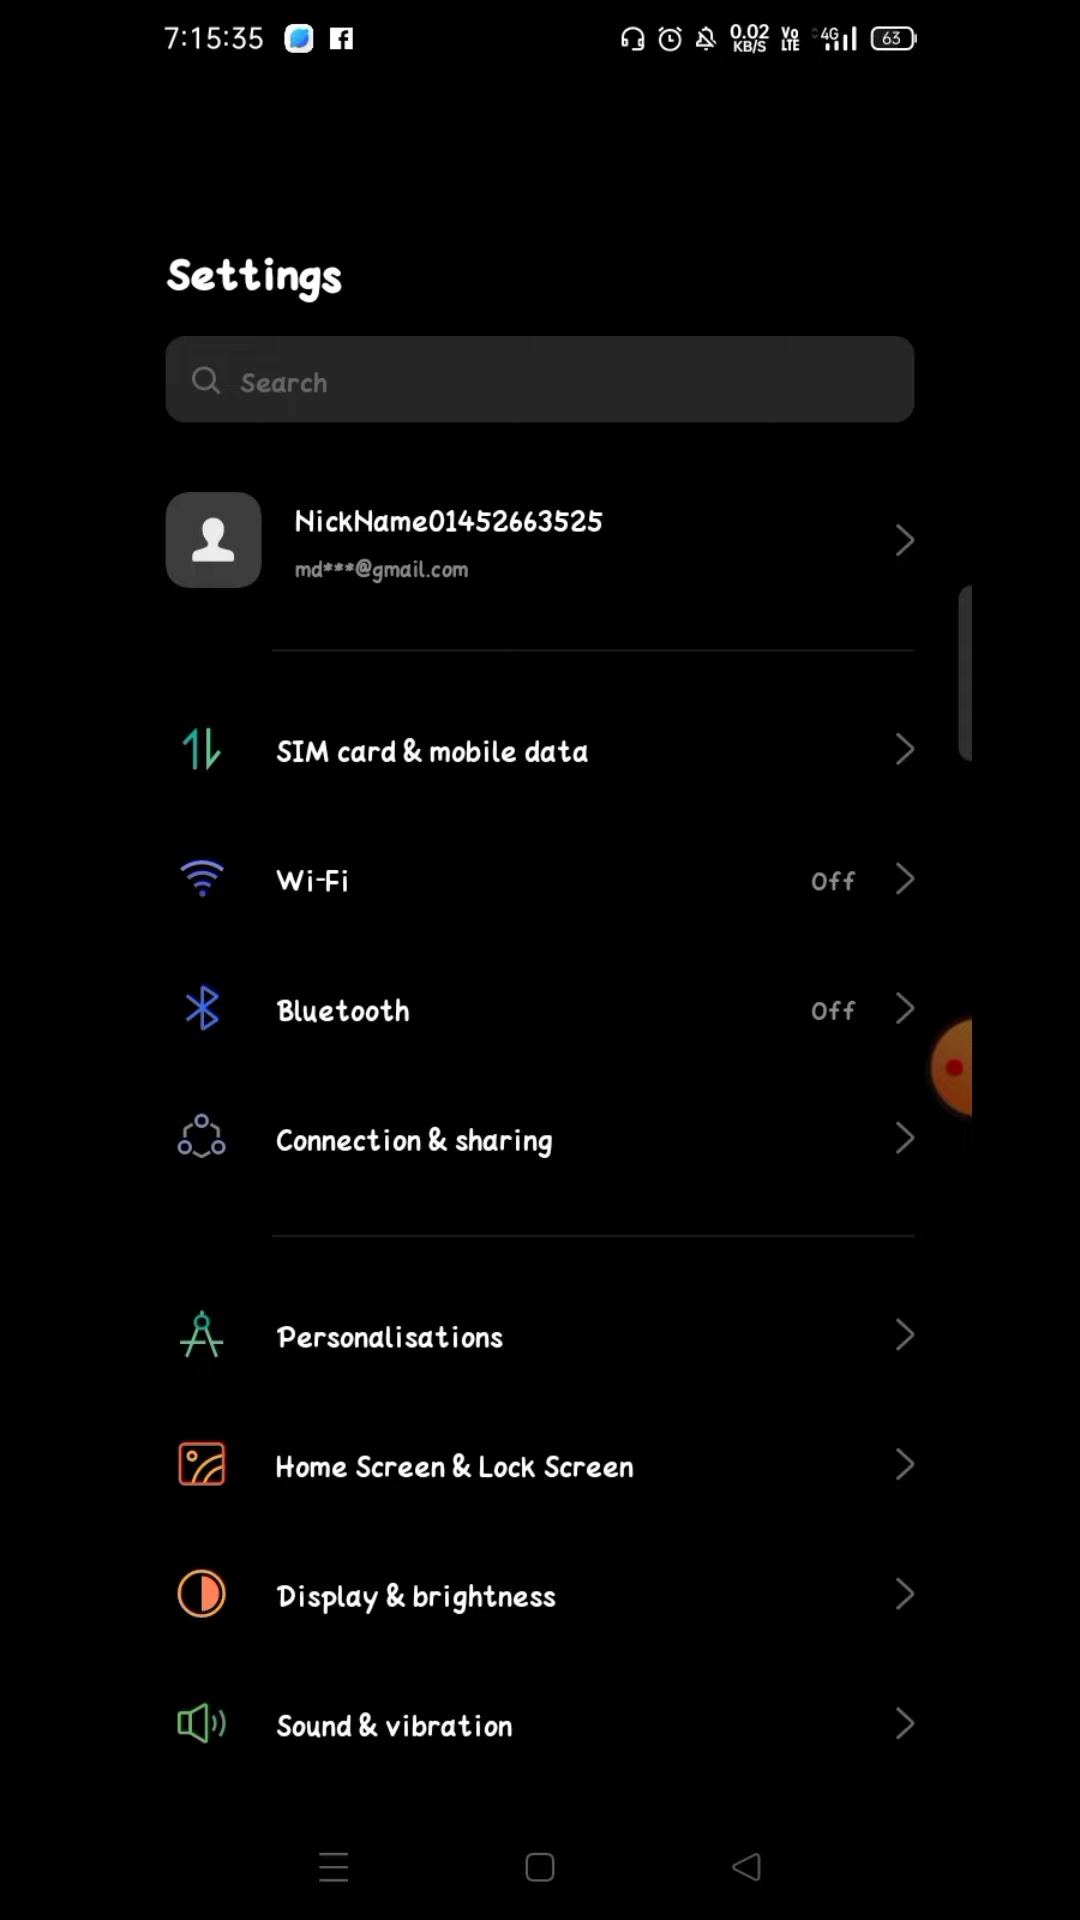 7:15:35 0.02 KB/S Vo LTE 4G 63
Settings
Search
NickName01452663525
md***@gmail.com
SIM card & mobile data
Wi-Fi Off
Bluetooth Off
Connection & sharing
Personalisations
Home Screen & Lock Screen
Display & brightness
Sound & vibration